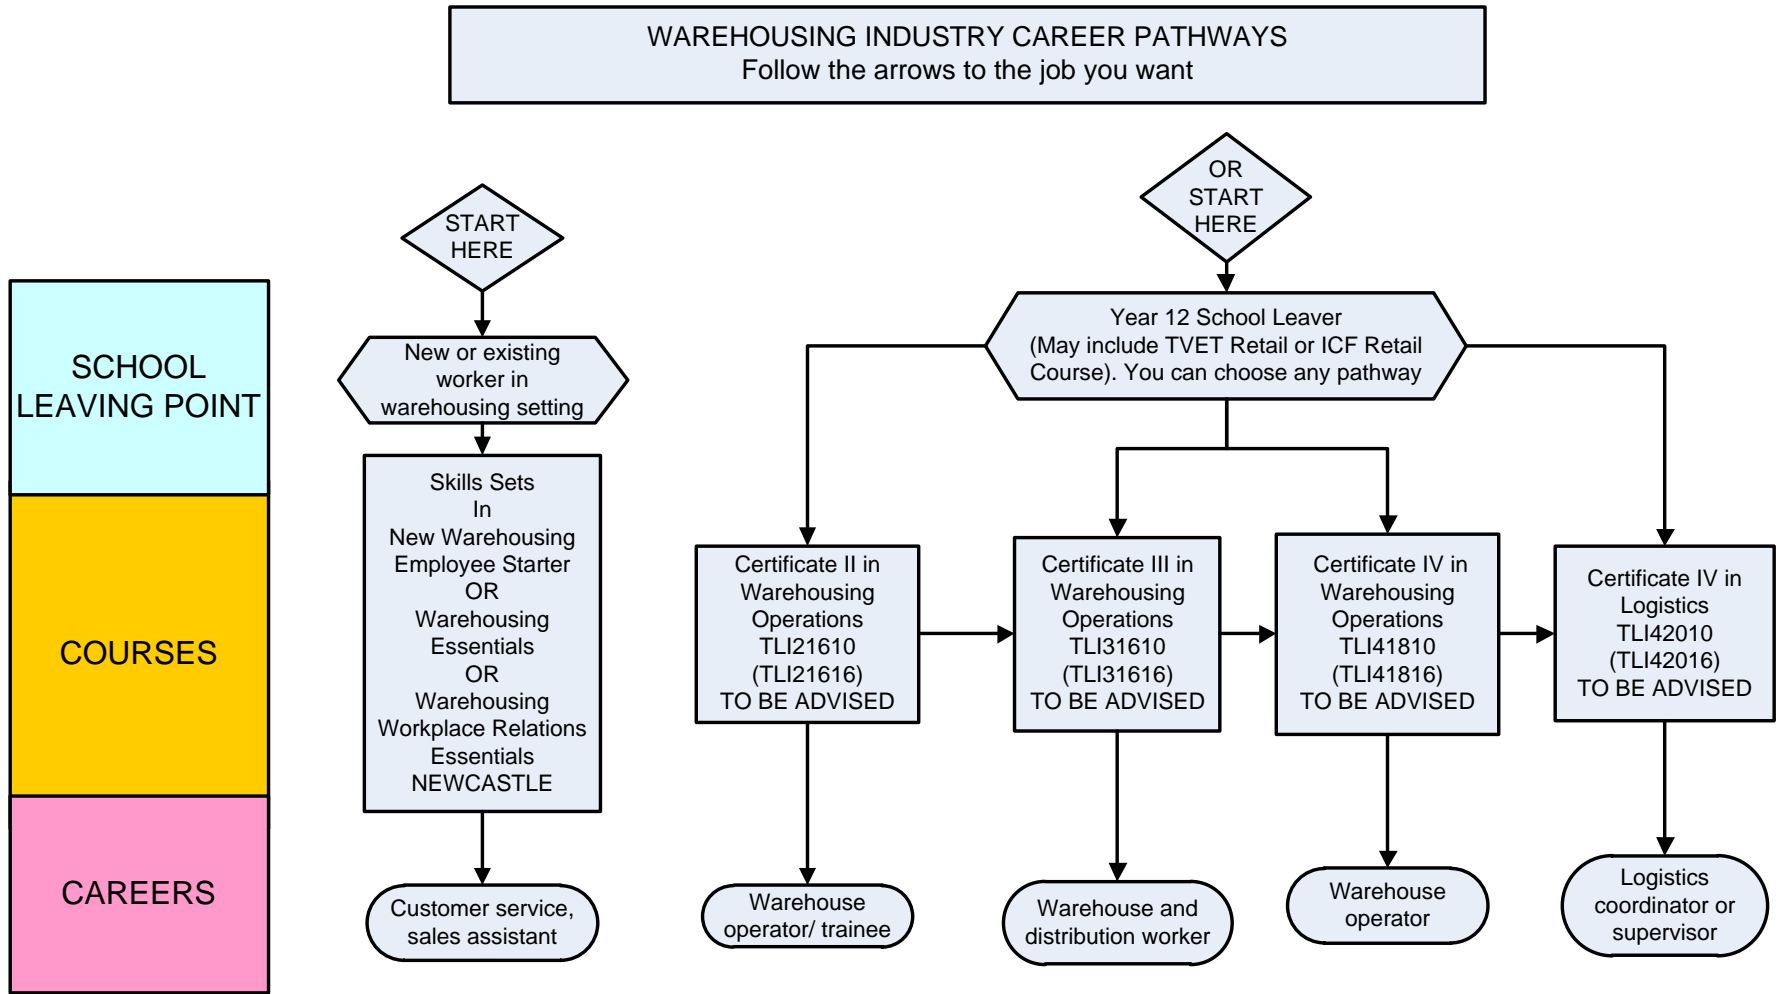 WAREHOUSING INDUSTRY CAREER PATHWAYS
Follow the arrows to the job you want
START
HERE
OR
START
HERE
SCHOOL
LEAVING POINT
New or existing
worker in
warehousing setting
Year 12 School Leaver
(May include TVET Retail or ICF Retail
Course). You can choose any pathway
COURSES
Skills Sets
In
New Warehousing
Employee Starter
OR
Warehousing
Essentials
OR
Warehousing
Workplace Relations
Essentials
NEWCASTLE
Certificate II in
Warehousing
Operations
TLI21610
(TLI21616)
TO BE ADVISED
Certificate III in
Warehousing
Operations
TLI31610
(TLI31616)
TO BE ADVISED
Certificate IV in
Warehousing
Operations
TLI41810
(TLI41816)
TO BE ADVISED
Certificate IV in
Logistics
TLI42010
(TLI42016)
TO BE ADVISED
CAREERS
Customer service,
sales assistant
Warehouse
operator/ trainee
Warehouse and
distribution worker
Warehouse
operator
Logistics
coordinator or
supervisor